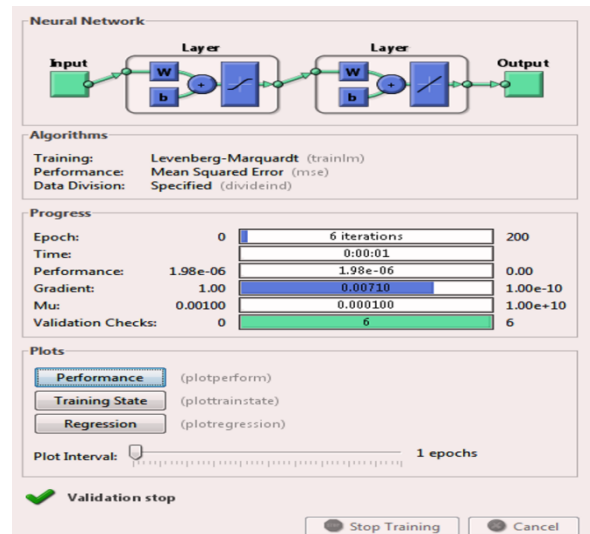 Neural Network
Layer Layer
Input Output
W W
b b
+ +
Algorithms
Training: Levenberg-Marquardt (trainlm)
Performance: Mean Squared Error (mse)
Data Division: Specified (divideind)
Progress
Epoch: 0 6 iterations 200
Time: 0:00:01
Performance: 1.98e-06 1.98e-06 0.00
Gradient: 1.00 0.00710 1.00e-10
Mu: 0.00100 0.000100 1.00e+10
Validation Checks: 0 6 6
Plots
Performance (plotperform)
Training State (plottrainstate)
Regression (plotregression)
Plot Interval: 1 epochs
Validation stop
Stop Training Cancel